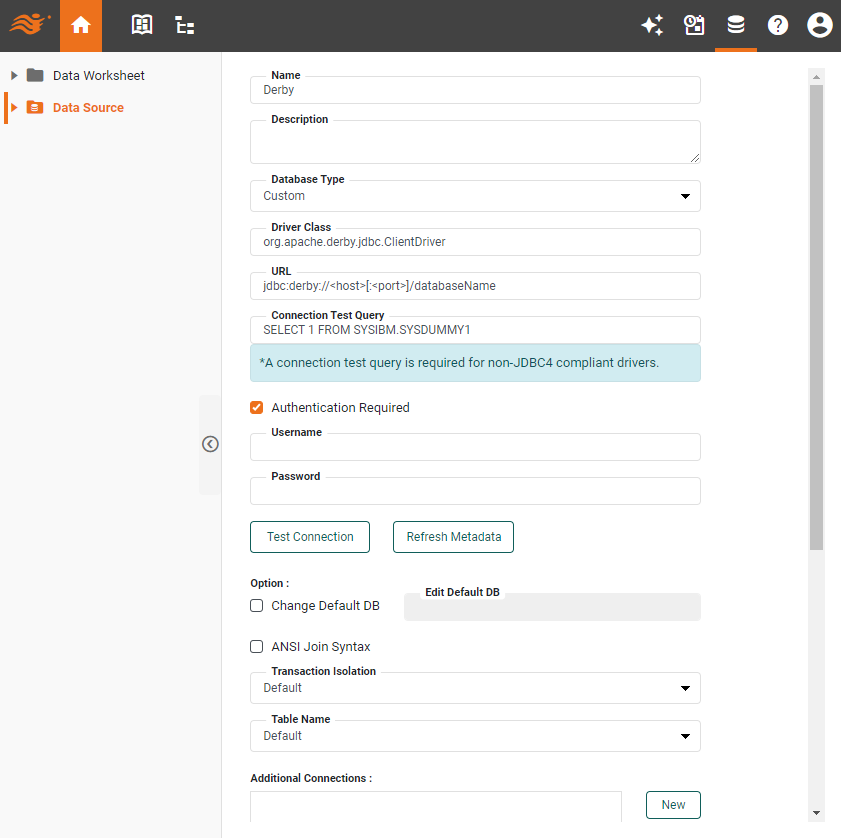 Data Worksheet
Data Source
Name
Derby
Description
Database Type
Custom
Driver Class
org.apache.derby.jdbc.ClientDriver
URL
jdbc:derby://<host>[:<port>]/databaseName
Connection Test Query
SELECT 1 FROM SYSIBM.SYSDUMMY1
*A connection test query is required for non-JDBC4 compliant drivers.
Authentication Required
Username
Password
Test Connection Refresh Metadata
Option :
Change Default DB Edit Default DB
ANSI Join Syntax
Transaction Isolation
Default
Table Name
Default
Additional Connections :
New